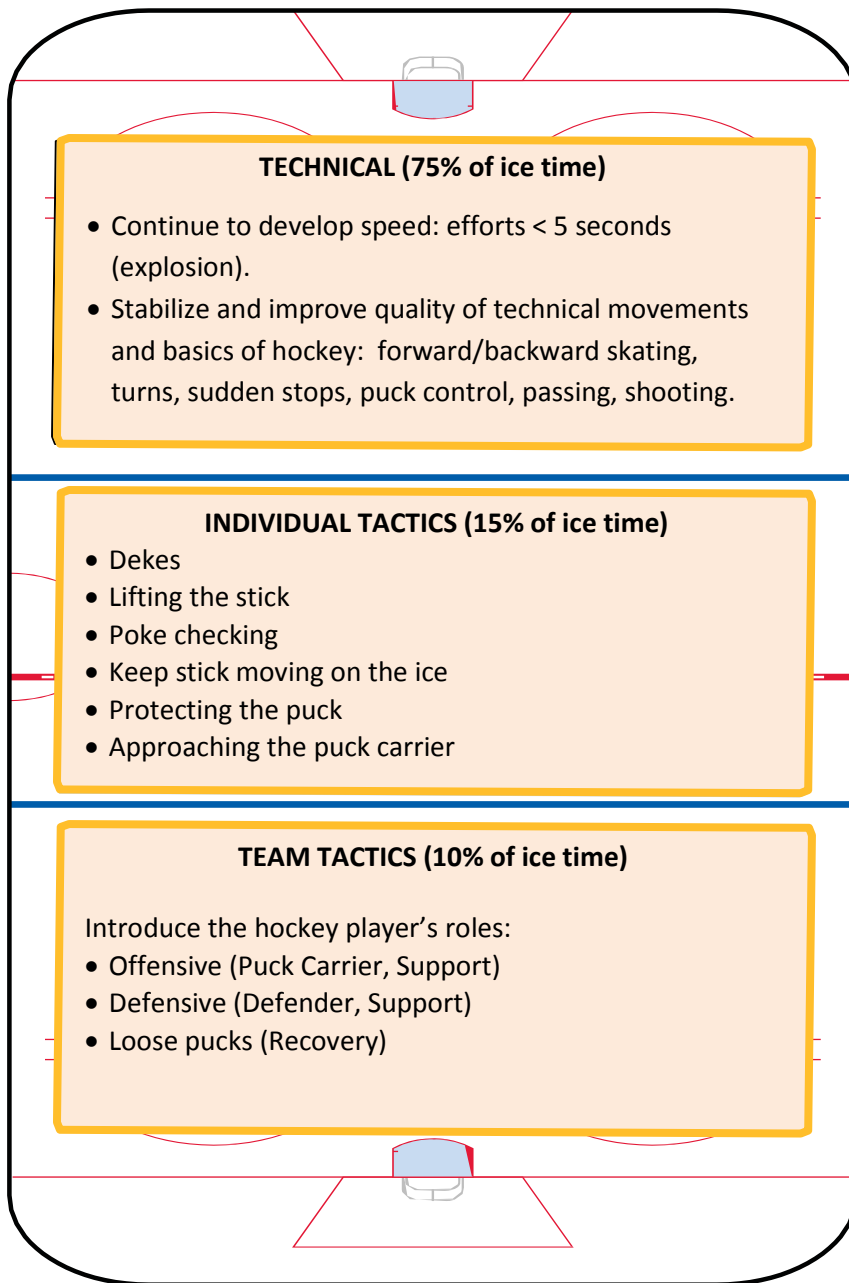 TECHNICAL (75% of ice time)
• Continue to develop speed: efforts < 5 seconds
(explosion).
• Stabilize and improve quality of technical movements
and basics of hockey:  forward/backward skating,
turns, sudden stops, puck control, passing, shooting.
INDIVIDUAL TACTICS (15% of ice time)
• Dekes
• Lifting the stick
• Poke checking
• Keep stick moving on the ice
• Protecting the puck
• Approaching the puck carrier
TEAM TACTICS (10% of ice time)
Introduce the hockey player’s roles:
• Offensive (Puck Carrier, Support)
• Defensive (Defender, Support)
• Loose pucks (Recovery)